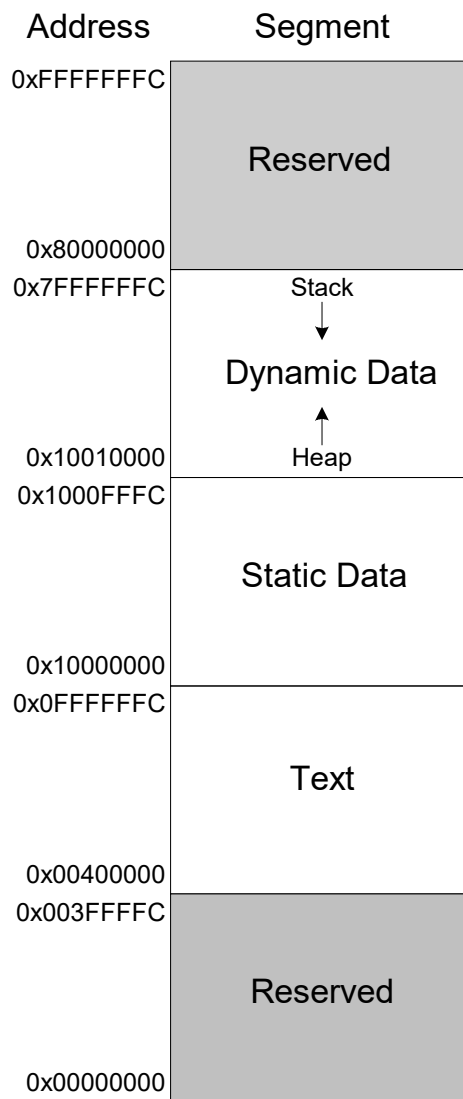 Address Segment
0xFFFFFFFC
Reserved
0x80000000
0x7FFFFFFC Stack
Dynamic Data
0x10010000 Heap
0x1000FFFC
Static Data
0x10000000
0x0FFFFFFC
Text
0x00400000
0x003FFFFC
Reserved
0x00000000